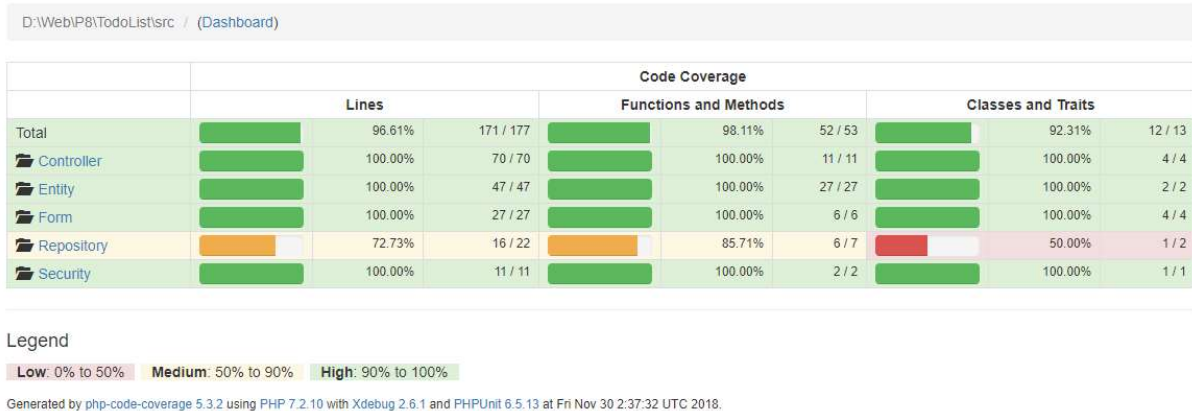 D:\Web\P8\TodoList\src / (Dashboard)
Code Coverage
Lines Functions and Methods Classes and Traits
Total 96.61% 171 / 177 98.11% 52 / 53 92.31% 12 / 13
Controller 100.00% 70 / 70 100.00% 11 / 11 100.00% 4 / 4
Entity 100.00% 47 / 47 100.00% 27 / 27 100.00% 2 / 2
Form 100.00% 27 / 27 100.00% 6 / 6 100.00% 4 / 4
Repository 72.73% 16 / 22 85.71% 6 / 7 50.00% 1 / 2
Security 100.00% 11 / 11 100.00% 2 / 2 100.00% 1 / 1
Legend
Low: 0% to 50% Medium: 50% to 90% High: 90% to 100%
Generated by php-code-coverage 5.3.2 using PHP 7.2.10 with Xdebug 2.6.1 and PHPUnit 6.5.13 at Fri Nov 30 2:37:32 UTC 2018.